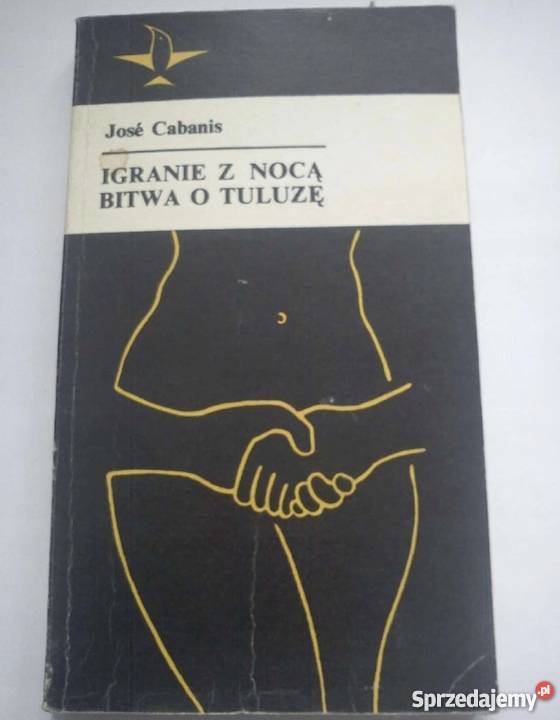 José Cabanis
IGRANIE Z NOCĄ
BITWA O TULUZĘ
Sprzedajemy.pl